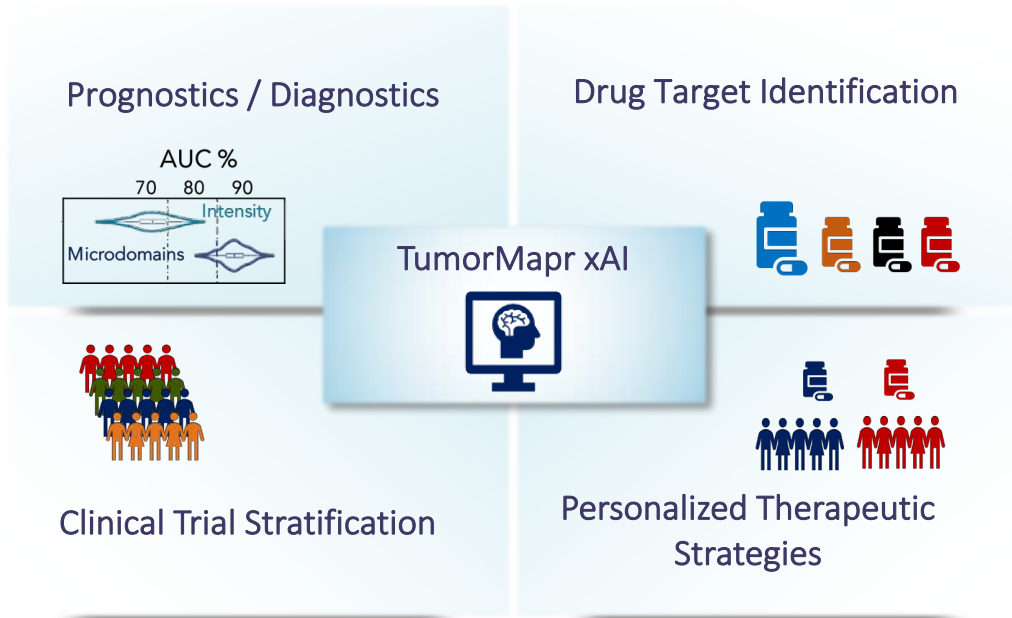 Prognostics / Diagnostics
AUC %
70 80 90
Intensity
Microdomains
Drug Target Identification
TumorMapr xAI
Clinical Trial Stratification
Personalized Therapeutic
Strategies